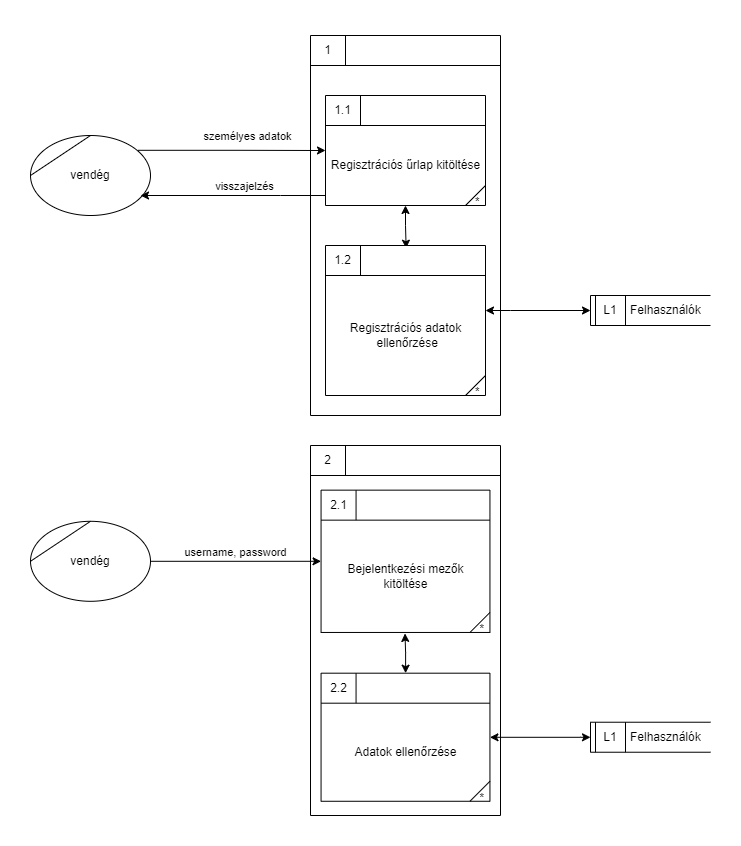 1
1.1
személyes adatok
Regisztrációs űrlap kitöltése
vendég
visszajelzés
*
1.2
L1 Felhasználók
Regisztrációs adatok
ellenőrzése
*
2
2.1
username, password
vendég
Bejelentkezési mezők
kitöltése
*
2.2
L1 Felhasználók
Adatok ellenőrzése
*